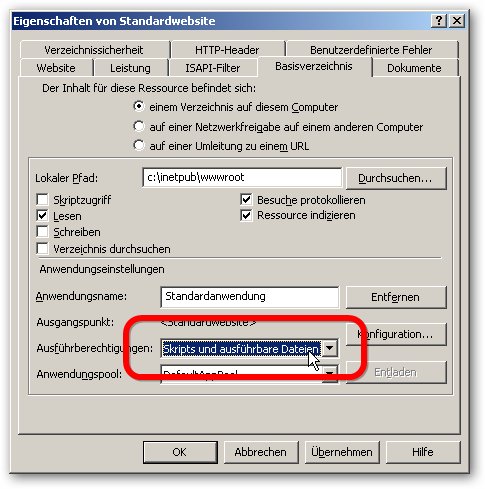 Eigenschaften von Standardwebsite
Verzeichnissicherheit HTTP-Header Benutzerdefinierte Fehler
Website Leistung ISAPI-Filter Basisverzeichnis Dokumente
Der Inhalt für diese Ressource befindet sich:
einem Verzeichnis auf diesem Computer
auf einer Netzwerkfreigabe auf einem anderen Computer
auf einer Umleitung zu einem URL
Lokaler Pfad: c:\inetpub\wwwroot Durchsuchen...
Skriptzugriff Besuche protokollieren
Lesen Ressource indizieren
Schreiben
Verzeichnis durchsuchen
Anwendungseinstellungen
Anwendungsname: Standardanwendung Entfernen
Ausgangspunkt: <Standardwebsite>
Konfiguration...
Ausführberechtigungen: Skripts und ausführbare Dateien
Anwendungspool: DefaultAppPool Entladen
OK Abbrechen Übernehmen Hilfe